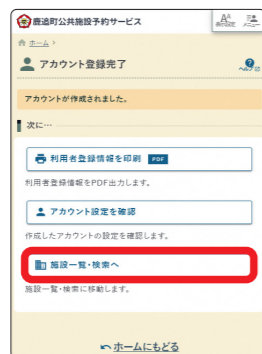 鹿追町公共施設予約サービス
ホーム >
アカウント登録完了
アカウントが作成されました。
次に…
利用者登録情報を印刷 PDF
利用者登録情報をPDF出力します。
アカウント設定を確認
作成したアカウントの設定を確認します。
施設一覧・検索へ
施設一覧・検索に移動します。
ホームにもどる